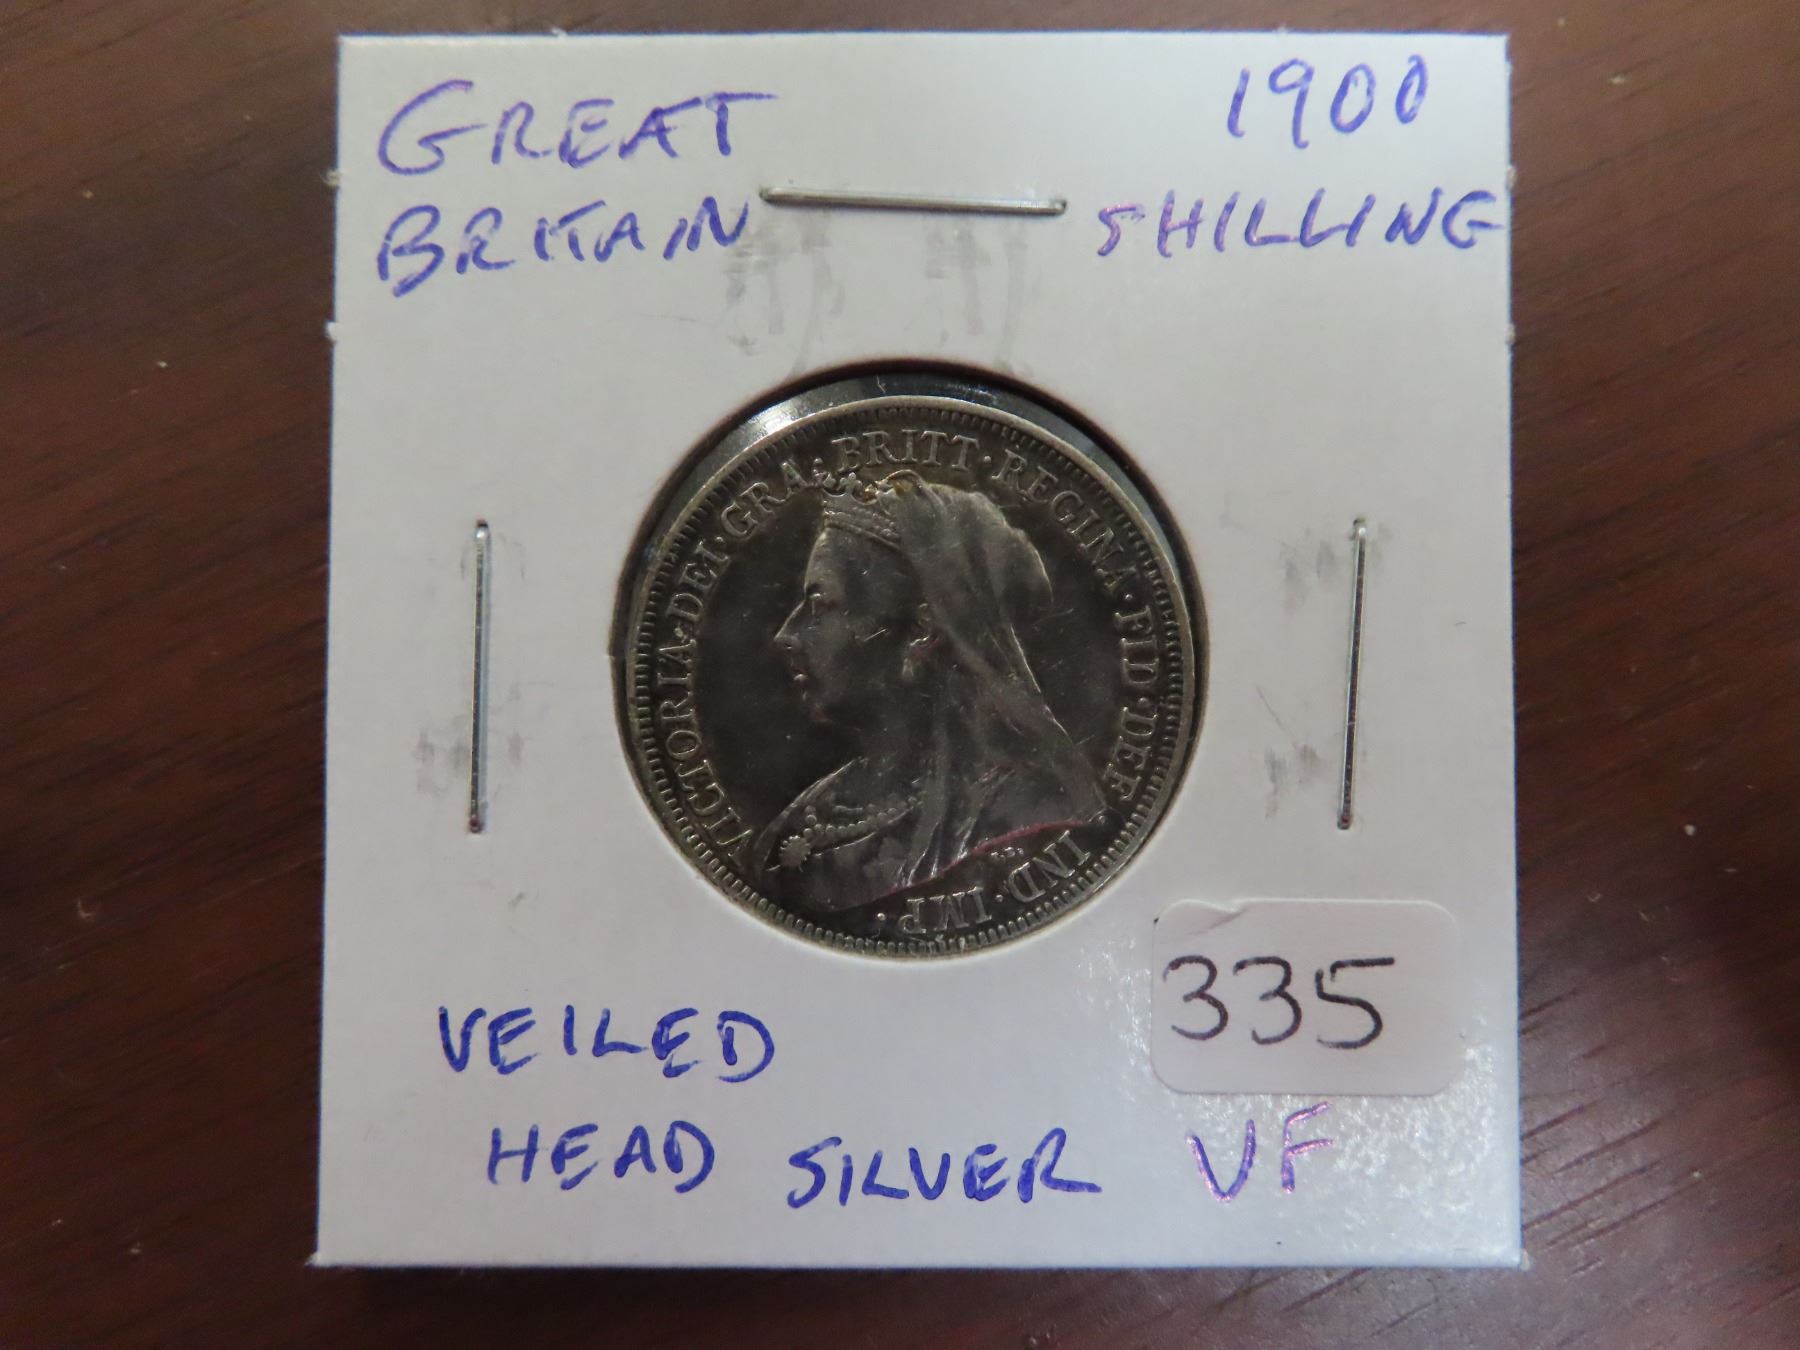 GREAT
BRITAIN
1900
SHILLING
VICTORIA·DEI·GRA·BRITT·REGINA·FID·DEF·IND·IMP·
T.B.
335
VEILED
HEAD SILVER VF